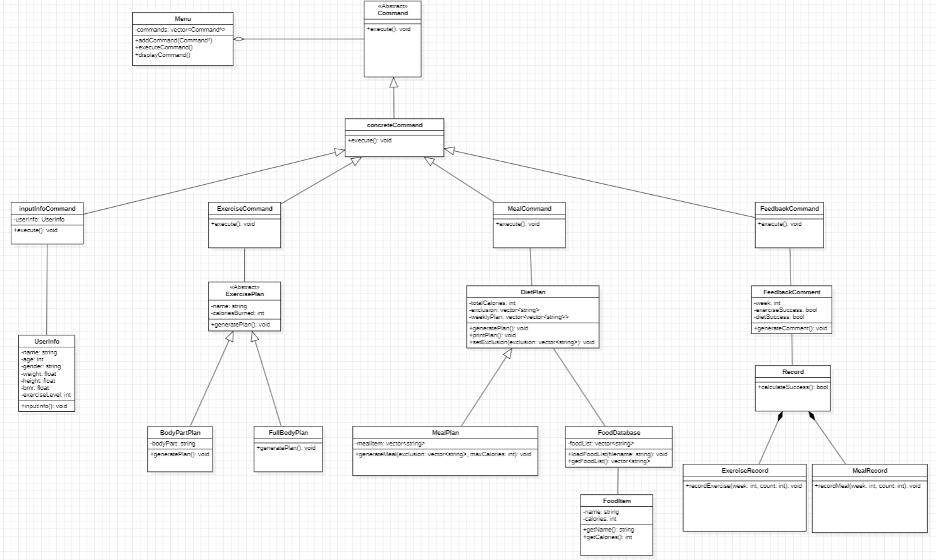 Menu
-commands: vector<Command*>
+addCommand(Command*)
+executeCommand()
+displayCommand()
«Abstract»
Command
+execute(): void
concreteCommand
+execute(): void
inputInfoCommand
-userInfo: UserInfo
+execute(): void
ExerciseCommand
+execute(): void
MealCommand
+execute(): void
FeedbackCommand
+execute(): void
«Abstract»
ExercisePlan
-name: string
-caloriesBurned: int
+generatePlan(): void
DietPlan
-totalCalories: int
-exclusion: vector<string>
-weeklyPlan: vector<vector<string>>
+generatePlan(): void
+printPlan(): void
+setExclusion(exclusion: vector<string>): void
FeedbackComment
-week: int
-exerciseSuccess: bool
-dietSuccess: bool
+generateComment(): void
UserInfo
-name: string
-age: int
-gender: string
-weight: float
-height: float
-bmr: float
-exerciseLevel: int
+inputInfo(): void
Record
+calculateSuccess(): bool
BodyPartPlan
-bodyPart: string
+generatePlan(): void
FullBodyPlan
+generatePlan(): void
MealPlan
-mealItem: vector<string>
+generateMeal(exclusion: vector<string>, maxCalories: int): void
FoodDatabase
-foodList: vector<string>
+loadFoodList(filename: string): void
+getFoodList(): vector<string>
ExerciseRecord
+recordExercise(week: int, count: int): void
MealRecord
+recordMeal(week: int, count: int): void
FoodItem
-name: string
-calories: int
+getName(): string
+getCalories(): int